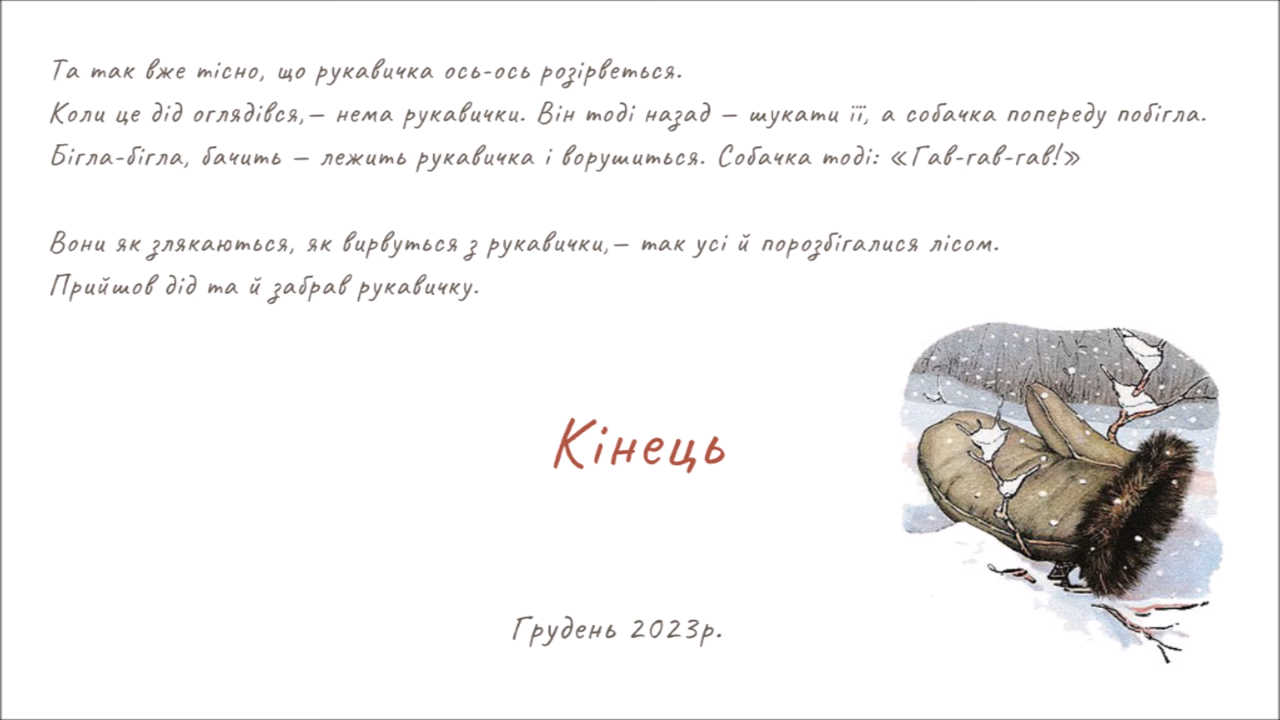 Та так вже тісно, що рукавичка ось-ось розірветься.
Коли це дід оглядівся,— нема рукавички. Він тоді назад — шукати її, а собачка попереду побігла.
Бігла-бігла, бачить — лежить рукавичка і ворушиться. Собачка тоді: «Гав-гав-гав!»
Вони як злякаються, як вирвуться з рукавички,— так усі й порозбігалися лісом.
Прийшов дід та й забрав рукавичку.
Кінець
Грудень 2023р.